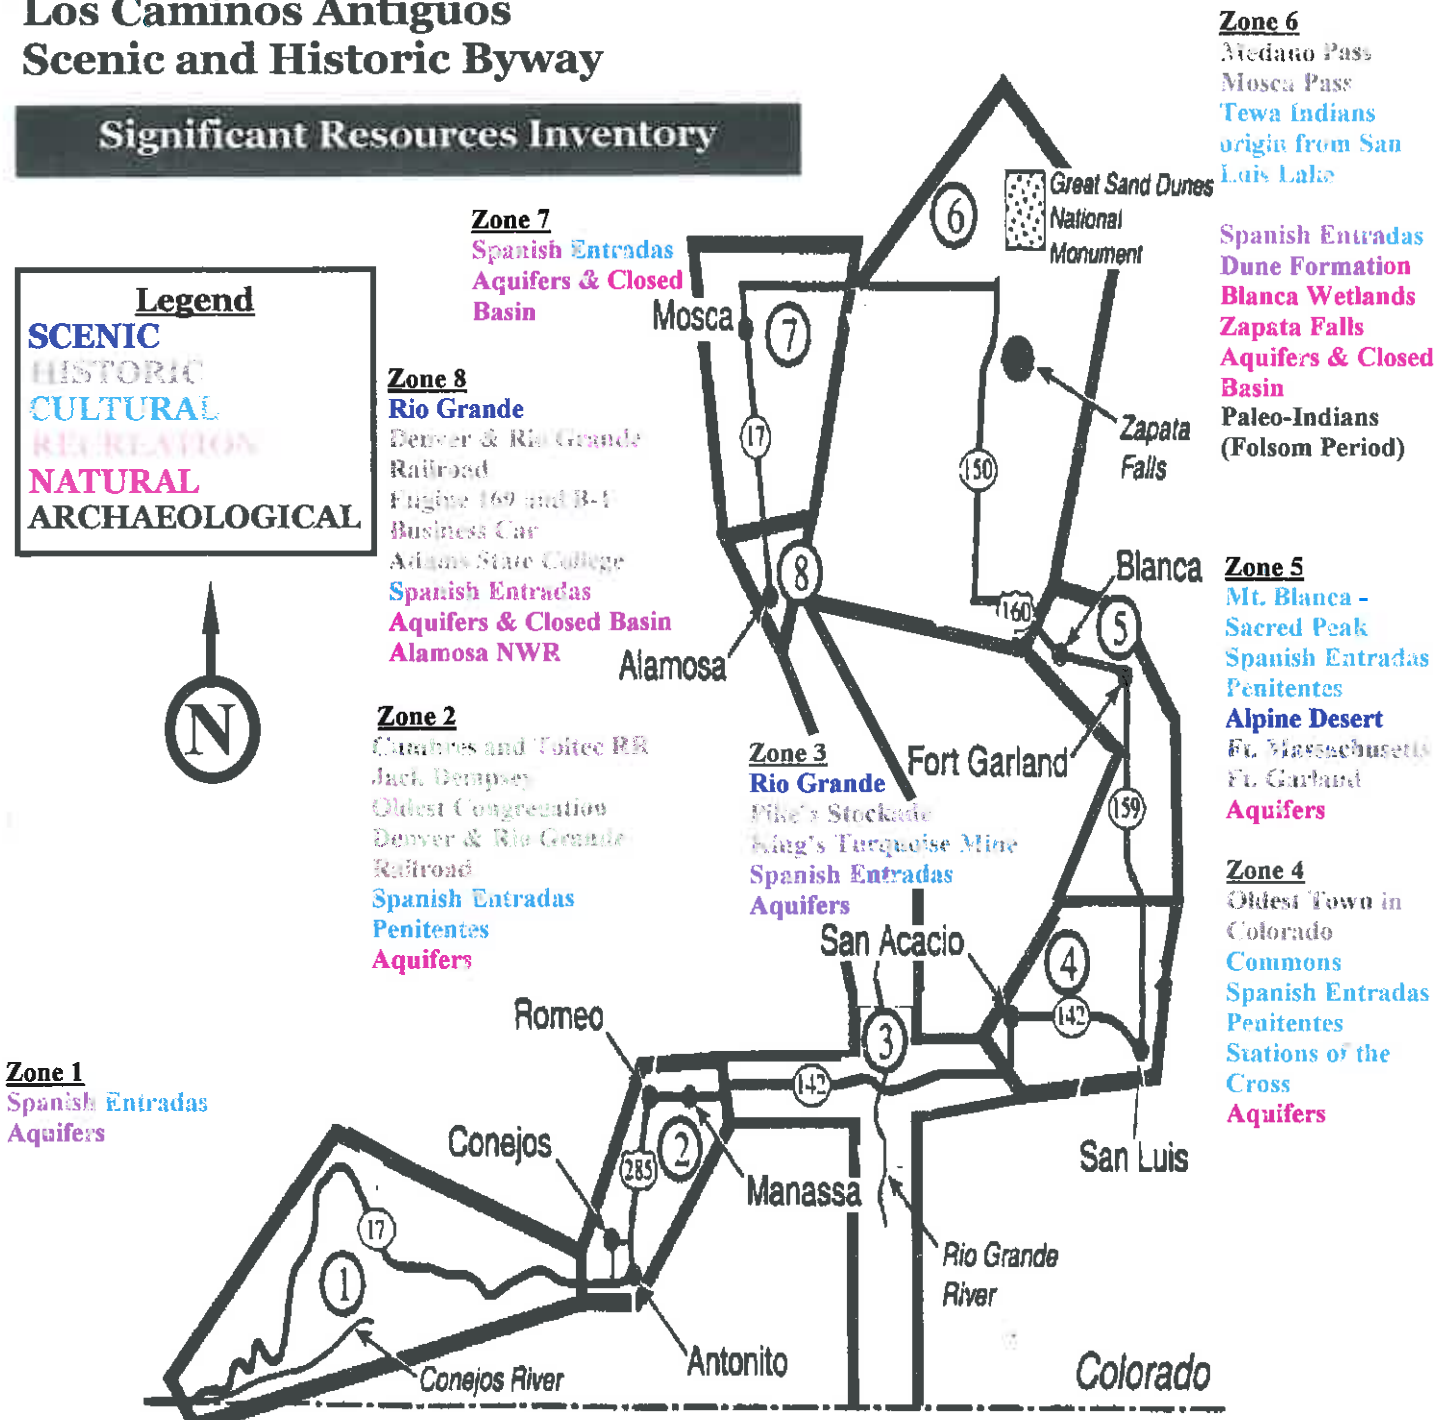 Los Caminos Antiguos
Scenic and Historic Byway
Significant Resources Inventory
Legend
SCENIC
HISTORIC
CULTURAL
RECREATION
NATURAL
ARCHAEOLOGICAL
N
Zone 7
Spanish Entradas
Aquifers & Closed
Basin
Zone 8
Rio Grande
Denver & Rio Grande
Railroad
Engine 169 and B-1
Business Car
Adams State College
Spanish Entradas
Aquifers & Closed Basin
Alamosa NWR
Zone 2
Cumbres and Toltec RR
Jack Dempsey
Oldest Congregation
Denver & Rio Grande
Railroad
Spanish Entradas
Penitentes
Aquifers
Zone 1
Spanish Entradas
Aquifers
Zone 3
Rio Grande
Pike's Stockade
King's Turquoise Mine
Spanish Entradas
Aquifers
Zone 6
Medano Pass
Mosca Pass
Tewa Indians
origin from San
Luis Lake
Spanish Entradas
Dune Formation
Blanca Wetlands
Zapata Falls
Aquifers & Closed
Basin
Paleo-Indians
(Folsom Period)
Zone 5
Mt. Blanca -
Sacred Peak
Spanish Entradas
Penitentes
Alpine Desert
Ft. Massachusetts
Ft. Garland
Aquifers
Zone 4
Oldest Town in
Colorado
Commons
Spanish Entradas
Penitentes
Stations of the
Cross
Aquifers
6
Great Sand Dunes
National
Monument
Mosca
7
17
150
Zapata
Falls
8
Blanca
160
5
Alamosa
Fort Garland
159
San Acacio
4
142
Romeo
3
142
San Luis
Conejos
285
2
Manassa
17
1
Rio Grande
River
Antonito
Conejos River
Colorado